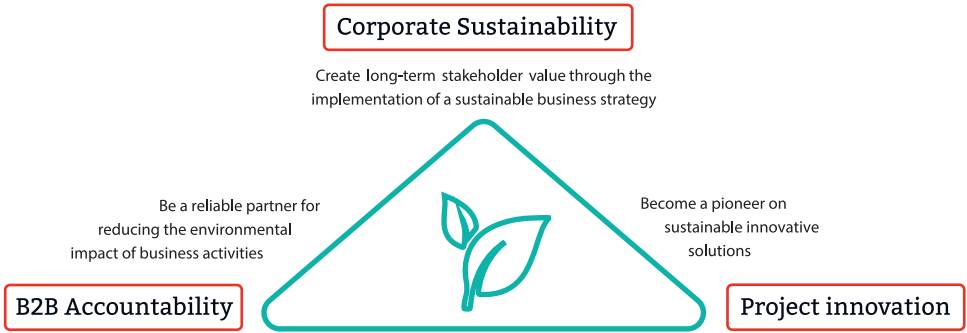 Corporate Sustainability
Create long-term stakeholder value through the
implementation of a sustainable business strategy
Be a reliable partner for
reducing the environmental
impact of business activities
Become a pioneer on
sustainable innovative
solutions
B2B Accountability
Project innovation